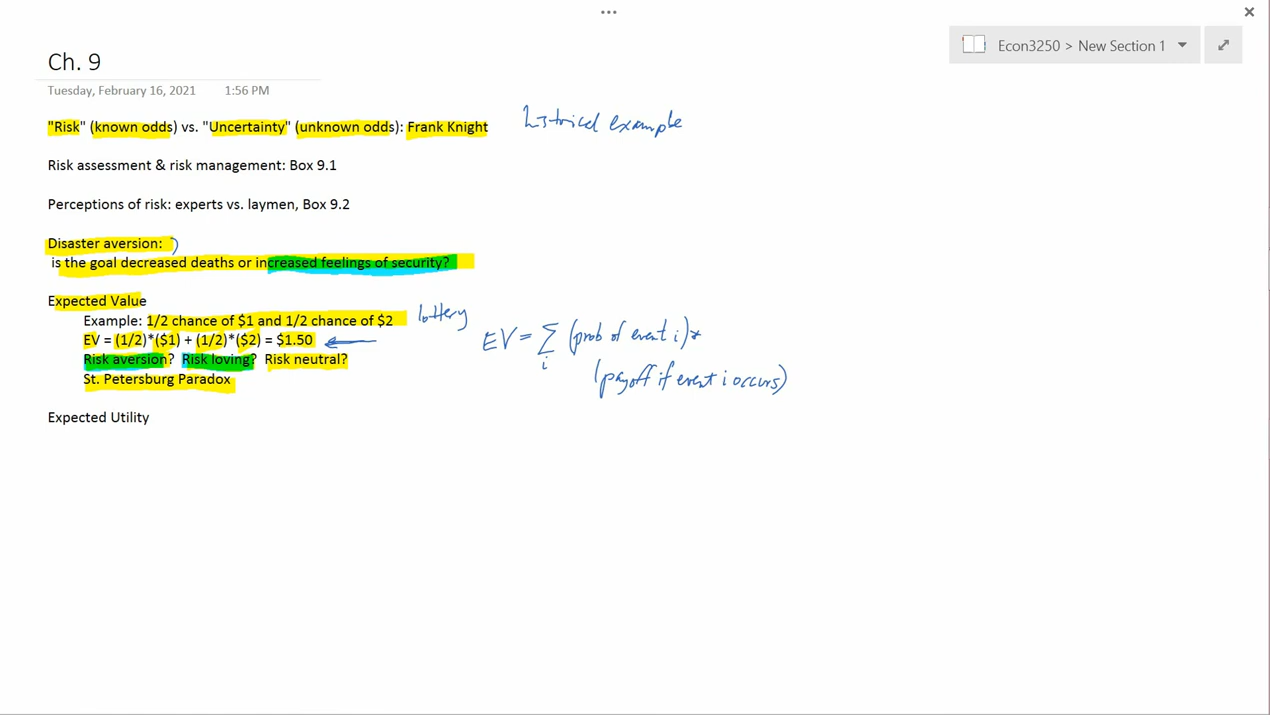 Econ3250 > New Section 1
Ch. 9
Tuesday, February 16, 2021 1:56 PM
"Risk" (known odds) vs. "Uncertainty" (unknown odds): Frank Knight historical example
Risk assessment & risk management: Box 9.1
Perceptions of risk: experts vs. laymen, Box 9.2
Disaster aversion:
is the goal decreased deaths or increased feelings of security?
Expected Value
Example: 1/2 chance of $1 and 1/2 chance of $2 lottery
EV = (1/2)*($1) + (1/2)*($2) = $1.50
EV = ∑ᵢ (prob of event i)*
(payoff if event i occurs)
Risk aversion? Risk loving? Risk neutral?
St. Petersburg Paradox
Expected Utility